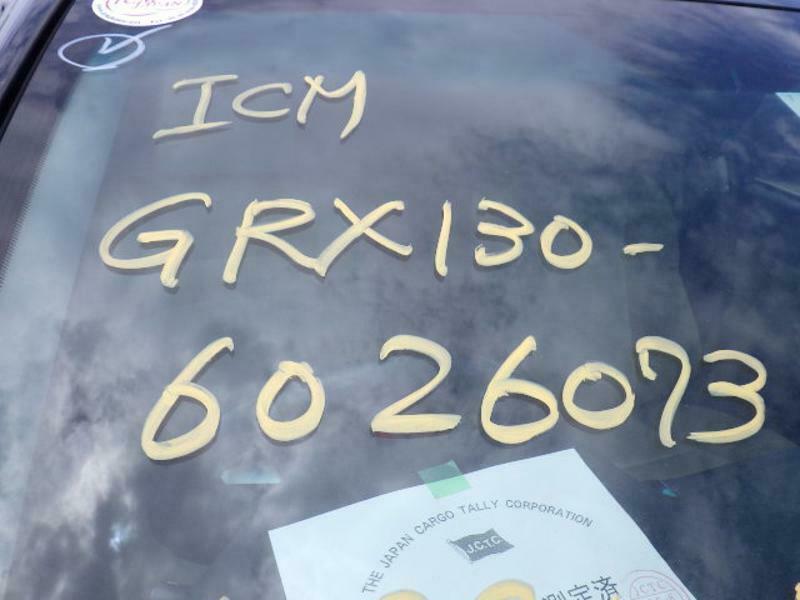 ICM
GRX130-
6026073
THE JAPAN CARGO TALLY CORPORATION
J.C.T.C.
測定済